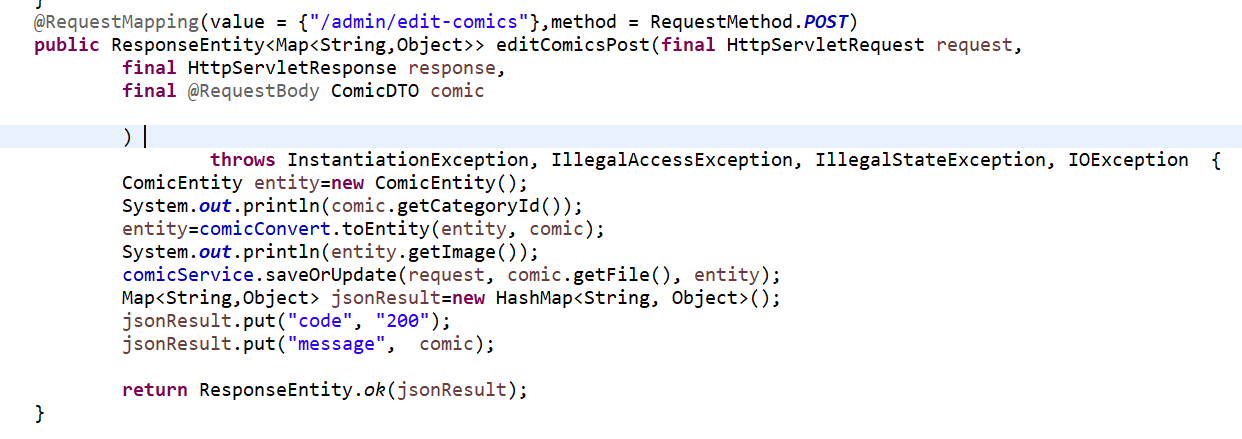 }
@RequestMapping(value = {"/admin/edit-comics"},method = RequestMethod.POST)
public ResponseEntity<Map<String,Object>> editComicsPost(final HttpServletRequest request,
final HttpServletResponse response,
final @RequestBody ComicDTO comic
)
throws InstantiationException, IllegalAccessException, IllegalStateException, IOException  {
ComicEntity entity=new ComicEntity();
System.out.println(comic.getCategoryId());
entity=comicConvert.toEntity(entity, comic);
System.out.println(entity.getImage());
comicService.saveOrUpdate(request, comic.getFile(), entity);
Map<String,Object> jsonResult=new HashMap<String, Object>();
jsonResult.put("code", "200");
jsonResult.put("message",  comic);
return ResponseEntity.ok(jsonResult);
}